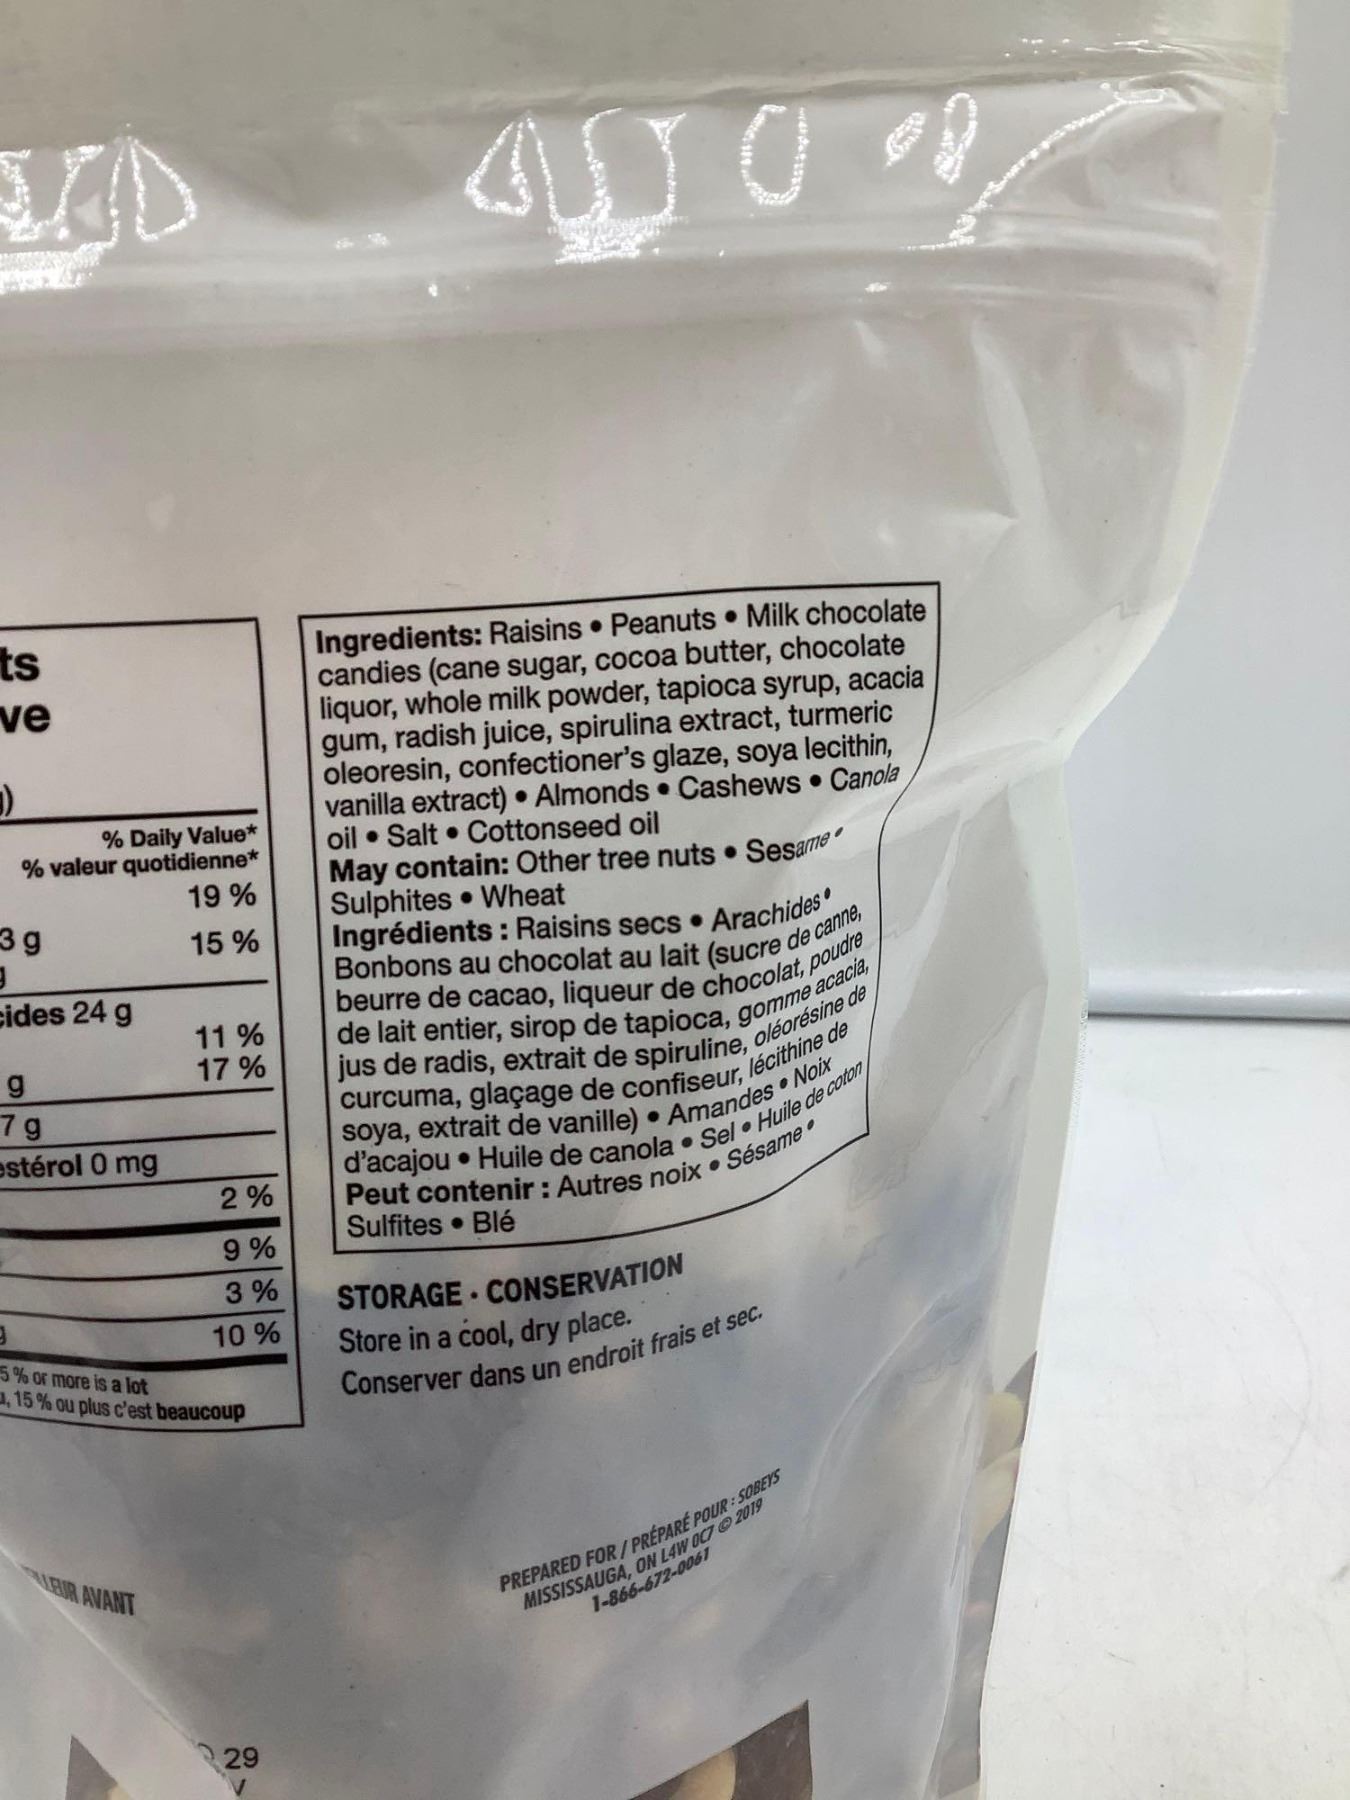 ts
ve
)
% Daily Value*
% valeur quotidienne*
19 %
3 g
15 %
cides 24 g
11 %
17 %
g
7 g
estérol 0 mg
2 %
9 %
3 %
10 %
5 % or more is a lot
, 15 % ou plus c'est beaucoup
Ingredients: Raisins • Peanuts • Milk chocolate
candies (cane sugar, cocoa butter, chocolate
liquor, whole milk powder, tapioca syrup, acacia
gum, radish juice, spirulina extract, turmeric
oleoresin, confectioner's glaze, soya lecithin,
vanilla extract) • Almonds • Cashews • Canola
oil • Salt • Cottonseed oil
May contain: Other tree nuts • Sesame •
Sulphites • Wheat
Ingrédients : Raisins secs • Arachides •
Bonbons au chocolat au lait (sucre de canne,
beurre de cacao, liqueur de chocolat, poudre
de lait entier, sirop de tapioca, gomme acacia,
jus de radis, extrait de spiruline, oléorésine de
curcuma, glaçage de confiseur, lécithine de
soya, extrait de vanille) • Amandes • Noix
d'acajou • Huile de canola • Sel • Huile de coton
Peut contenir : Autres noix • Sésame •
Sulfites • Blé
STORAGE · CONSERVATION
Store in a cool, dry place.
Conserver dans un endroit frais et sec.
PREPARED FOR / PRÉPARÉ POUR : SOBEYS
MISSISSAUGA, ON L4W 0C7 © 2019
1-866-672-0061
LEUR AVANT
29
V